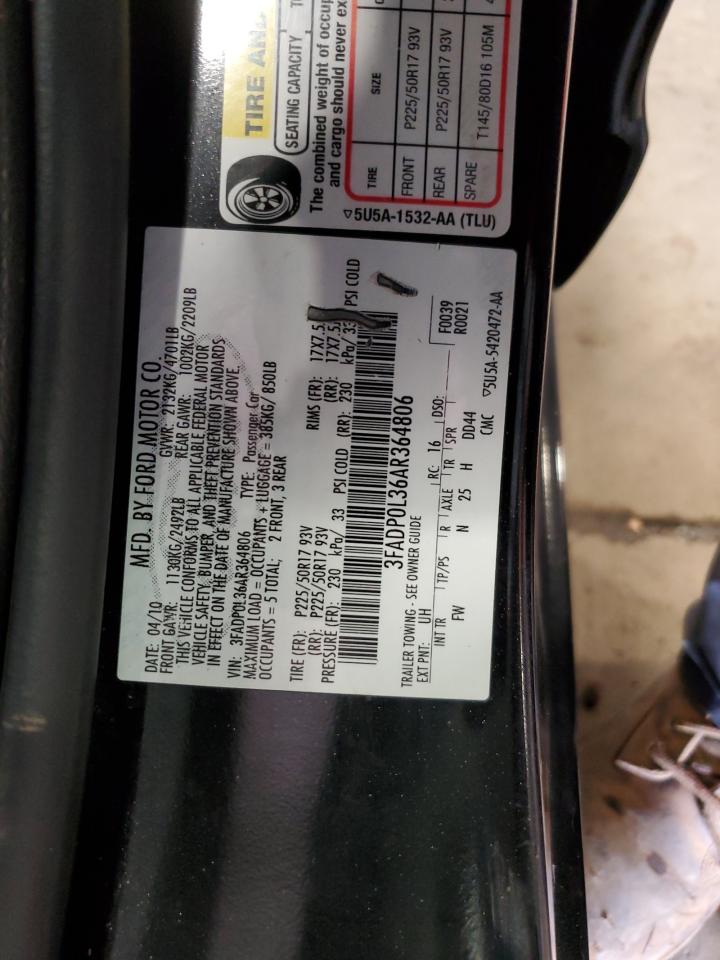 MFD. BY FORD MOTOR CO.
DATE: 04/10 GVWR: 2132KG/4701LB
FRONT GAWR: 1130KG/2492LB REAR GAWR: 1002KG/2209LB
THIS VEHICLE CONFORMS TO ALL APPLICABLE FEDERAL MOTOR
VEHICLE SAFETY, BUMPER, AND THEFT PREVENTION STANDARDS
IN EFFECT ON THE DATE OF MANUFACTURE SHOWN ABOVE.
VIN: 3FADP0L36AR364806 TYPE: Passenger Car
MAXIMUM LOAD = OCCUPANTS + LUGGAGE = 385KG/ 850LB
OCCUPANTS = 5 TOTAL: 2 FRONT, 3 REAR
TIRE (FR): P225/50R17 93V RIMS (FR): 17X7.5
(RR): P225/50R17 93V (RR): 17X7.5
PRESSURE (FR): 230 kPa/ 33 PSI COLD (RR): 230 kPa/ 33 PSI COLD
3FADP0L36AR364806
TRAILER TOWING - SEE OWNER GUIDE
EXT PNT: UH RC: 16 DSO: F0039
R0021
INT TR TP/PS R AXLE TR SPR
FW N 25 H DD44
CMC ▽5U5A-5420472-AA
TIRE AND
SEATING CAPACITY
The combined weight of occup
and cargo should never ex
TIRE SIZE
FRONT P225/50R17 93V
REAR P225/50R17 93V
SPARE T145/80D16 105M
▽5U5A-1532-AA (TLU)